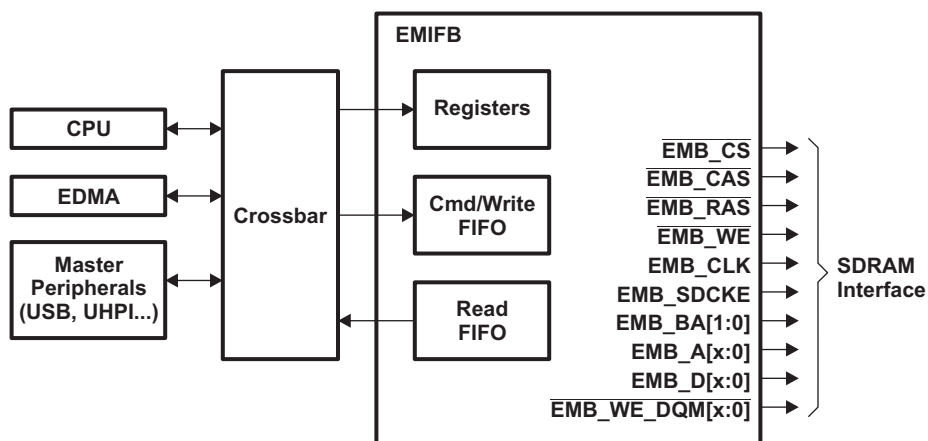 EMIFB
CPU
EDMA
Master
Peripherals
(USB, UHPI...)
Crossbar
Registers
Cmd/Write
FIFO
Read
FIFO
EMB_CS
EMB_CAS
EMB_RAS
EMB_WE
EMB_CLK
EMB_SDCKE
EMB_BA[1:0]
EMB_A[x:0]
EMB_D[x:0]
EMB_WE_DQM[x:0]
SDRAM
Interface